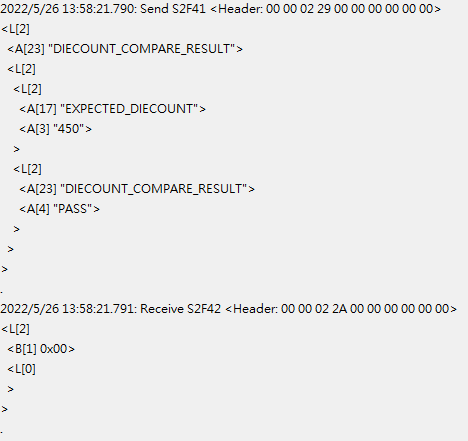 2022/5/26 13:58:21.790: Send S2F41 <Header: 00 00 02 29 00 00 00 00 00 00>
<L[2]
<A[23] "DIECOUNT_COMPARE_RESULT">
<L[2]
<L[2]
<A[17] "EXPECTED_DIECOUNT">
<A[3] "450">
>
<L[2]
<A[23] "DIECOUNT_COMPARE_RESULT">
<A[4] "PASS">
>
>
>
.
2022/5/26 13:58:21.791: Receive S2F42 <Header: 00 00 02 2A 00 00 00 00 00 00>
<L[2]
<B[1] 0x00>
<L[0]
>
>
.